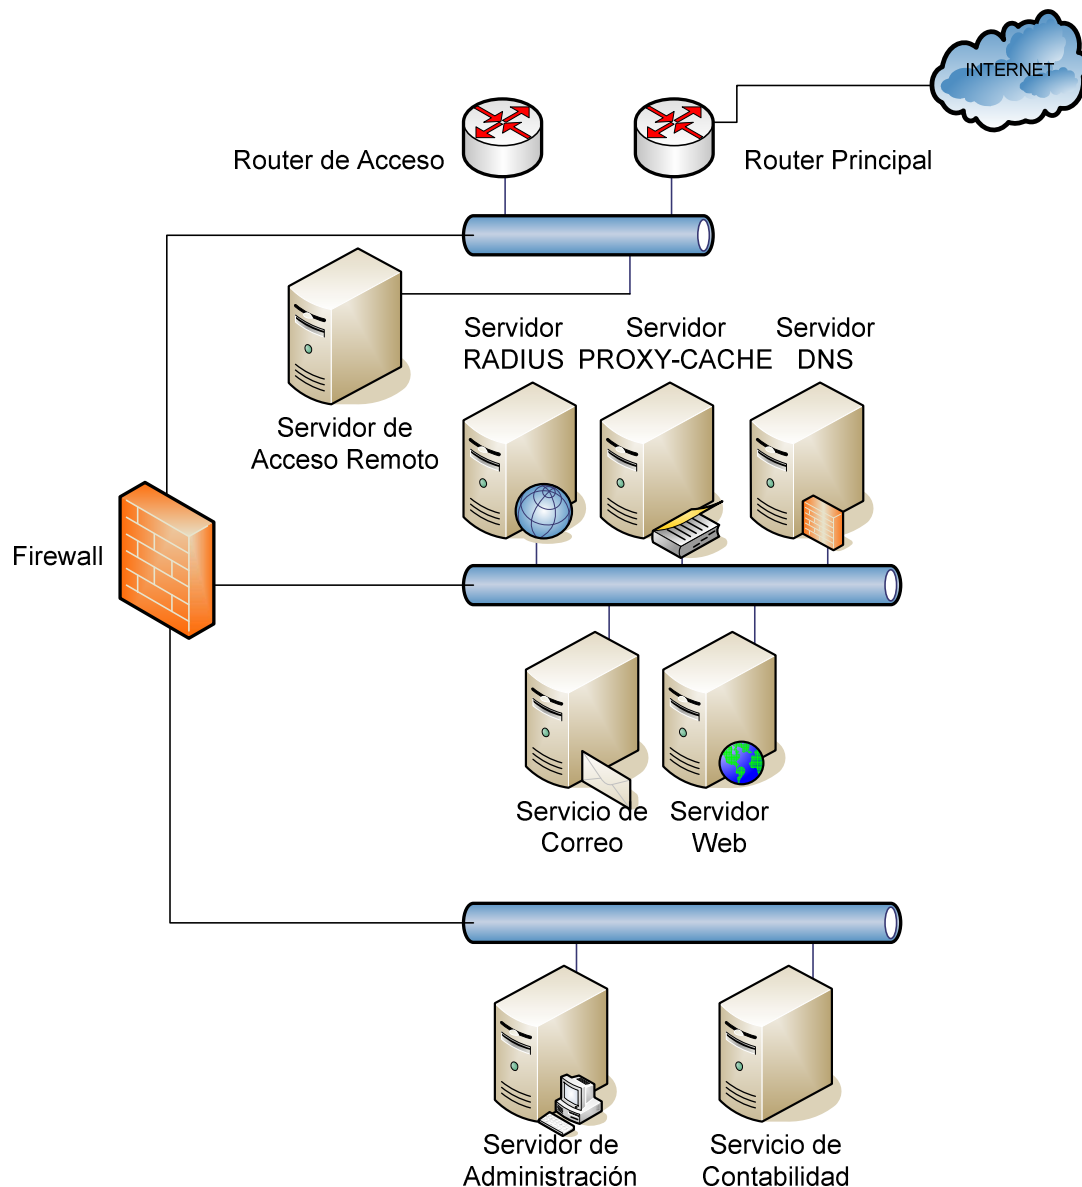 INTERNET
Router de Acceso
Router Principal
Servidor
RADIUS
Servidor
PROXY-CACHE
Servidor
DNS
Servidor de
Acceso Remoto
Firewall
Servicio de
Correo
Servidor
Web
Servidor de
Administración
Servicio de
Contabilidad